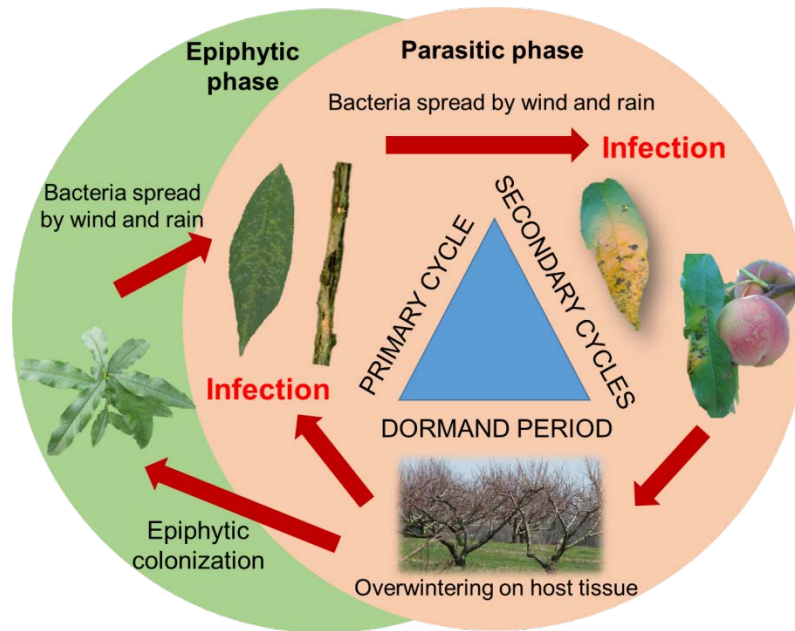 Epiphytic
phase
Parasitic phase
Bacteria spread by wind and rain
Infection
Bacteria spread
by wind and rain
PRIMARY CYCLE
SECONDARY CYCLES
Infection
DORMAND PERIOD
Epiphytic
colonization
Overwintering on host tissue